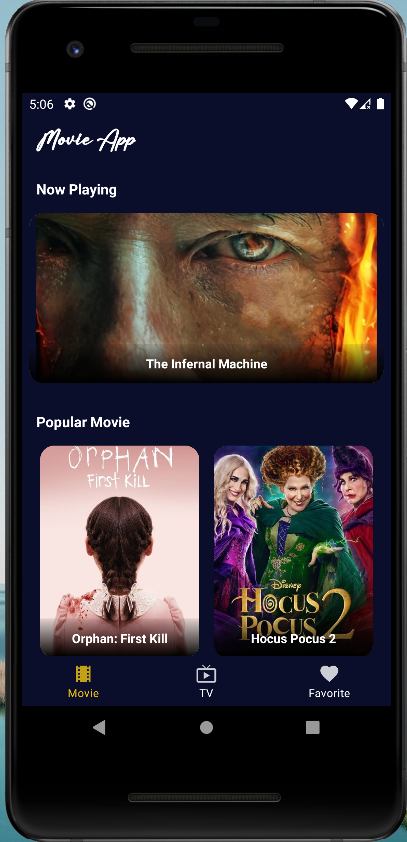 5:06
Movie App
Now Playing
The Infernal Machine
Popular Movie
ORPHAN
First Kill
Orphan: First Kill
Disney
HOCUS
POCUS 2
Hocus Pocus 2
Movie
TV
Favorite